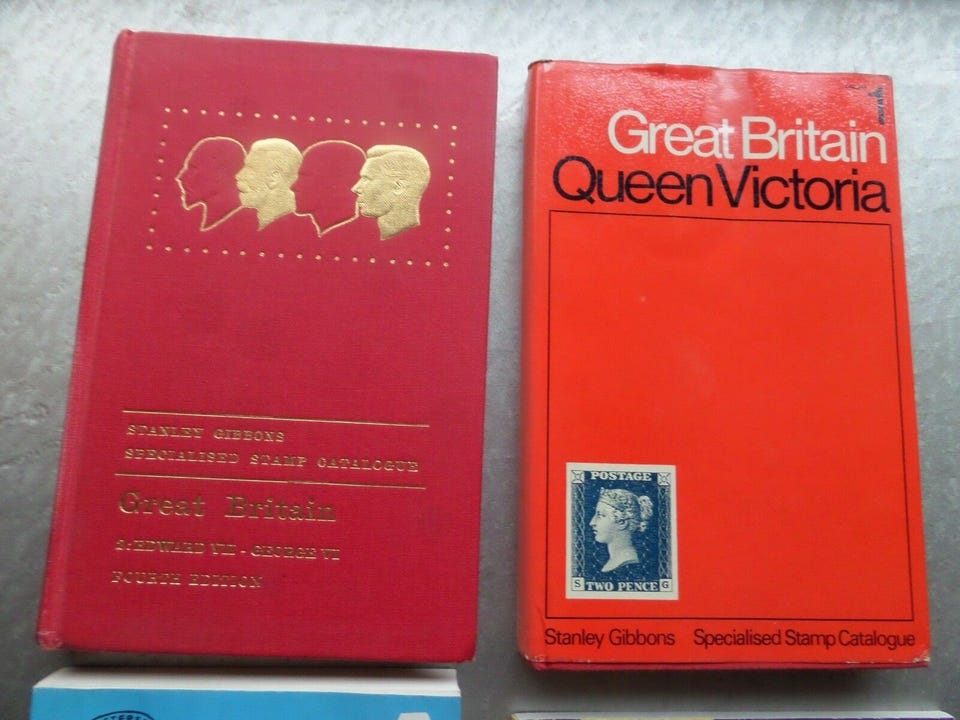 STANLEY GIBBONS
SPECIALISED STAMP CATALOGUE
Great Britain
2: EDWARD VII - GEORGE VI
FOURTH EDITION
Great Britain
Queen Victoria
POSTAGE
S TWO PENCE G
Stanley Gibbons Specialised Stamp Catalogue